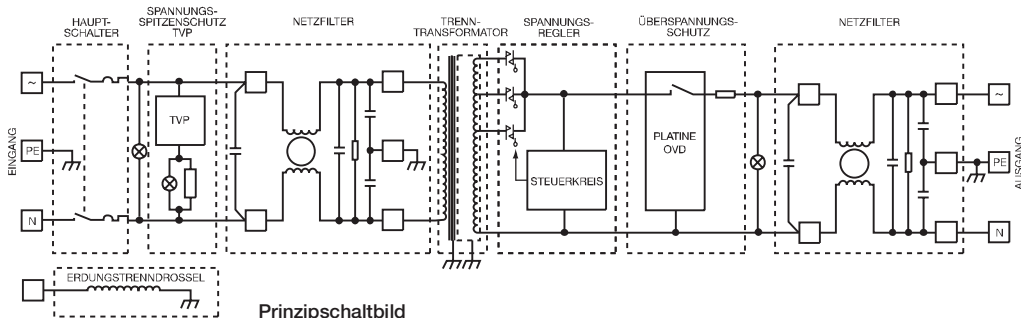 HAUPT-
SCHALTER
SPANNUNGS-
SPITZENSCHUTZ
TVP
NETZFILTER
TRENN-
TRANSFORMATOR
SPANNUNGS-
REGLER
ÜBERSPANNUNGS-
SCHUTZ
NETZFILTER
EINGANG
~
PE
N
TVP
STEUERKREIS
PLATINE
OVD
~
PE
N
AUSGANG
ERDUNGSTRENNDROSSEL
Prinzipschaltbild